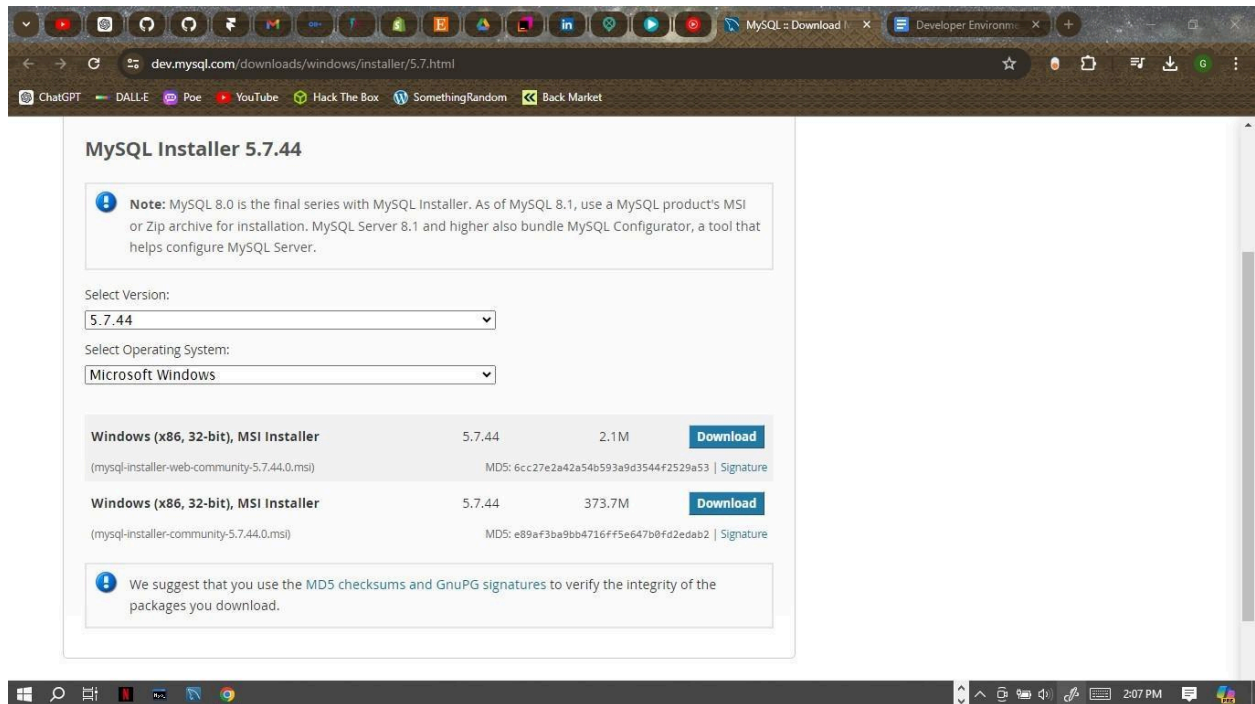 MySQL :: Download
Developer Environme
dev.mysql.com/downloads/windows/installer/5.7.html
G
ChatGPT DALL·E Poe YouTube Hack The Box SomethingRandom Back Market
MySQL Installer 5.7.44
Note: MySQL 8.0 is the final series with MySQL Installer. As of MySQL 8.1, use a MySQL product's MSI
or Zip archive for installation. MySQL Server 8.1 and higher also bundle MySQL Configurator, a tool that
helps configure MySQL Server.
Select Version:
5.7.44
Select Operating System:
Microsoft Windows
Windows (x86, 32-bit), MSI Installer 5.7.44 2.1M Download
(mysql-installer-web-community-5.7.44.0.msi) MD5: 6cc27e2a42a54b593a9d3544f2529a53 | Signature
Windows (x86, 32-bit), MSI Installer 5.7.44 373.7M Download
(mysql-installer-community-5.7.44.0.msi) MD5: e89af3ba9bb4716ff5e647b0fd2edab2 | Signature
We suggest that you use the MD5 checksums and GnuPG signatures to verify the integrity of the
packages you download.
2:07 PM